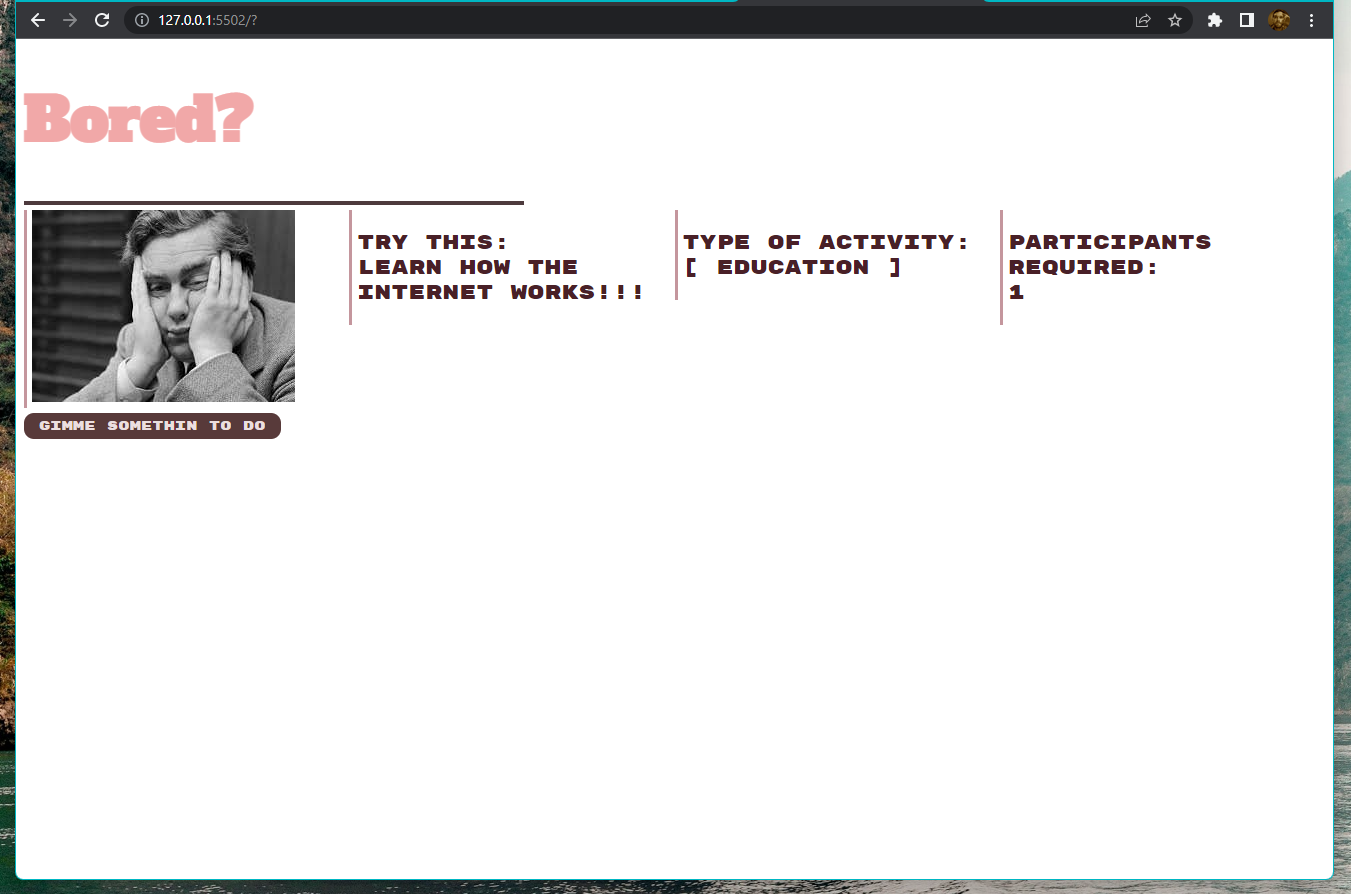 127.0.0.1:5502/?
Bored?
TRY THIS:
LEARN HOW THE
INTERNET WORKS!!!
TYPE OF ACTIVITY:
[ EDUCATION ]
PARTICIPANTS
REQUIRED:
1
GIMME SOMETHIN TO DO